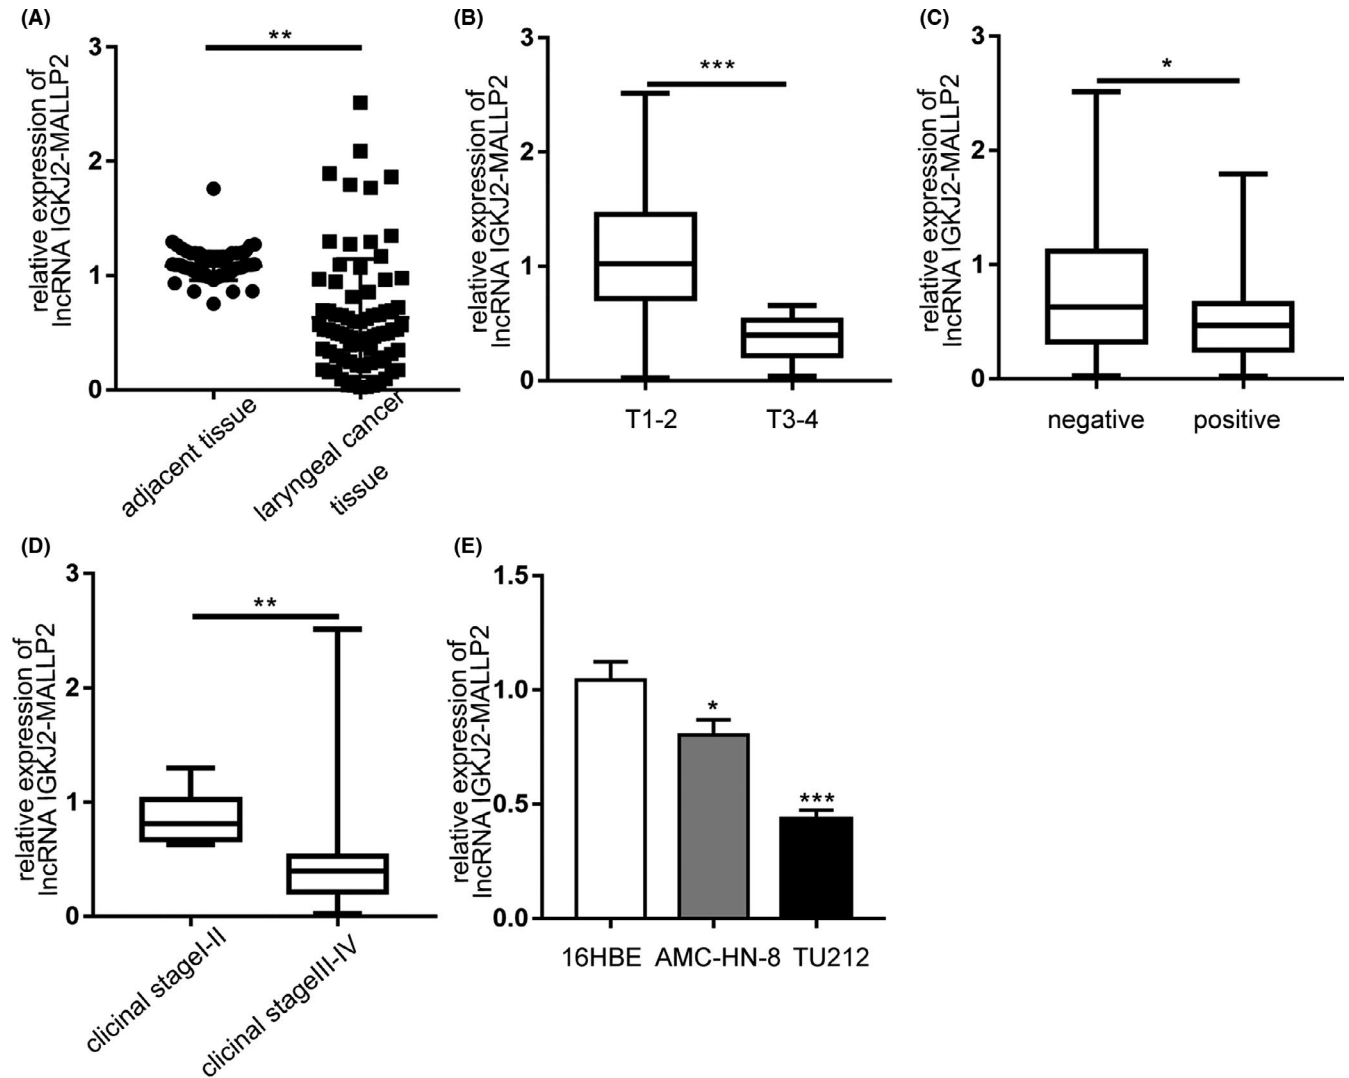 (A)
relative expression of
lncRNA IGKJ2-MALLP2
3
2
1
0
**
adjacent tissue
laryngeal cancer
tissue
(B)
relative expression of
lncRNA IGKJ2-MALLP2
3
2
1
0
***
T1-2
T3-4
(C)
relative expression of
lncRNA IGKJ2-MALLP2
3
2
1
0
*
negative
positive
(D)
relative expression of
lncRNA IGKJ2-MALLP2
3
2
1
0
**
clicinal stageI-II
clicinal stageIII-IV
(E)
relative expression of
lncRNA IGKJ2-MALLP2
1.5
1.0
0.5
0.0
*
***
16HBE
AMC-HN-8
TU212